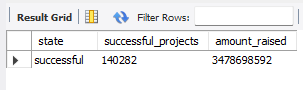 Result Grid Filter Rows:
state successful_projects amount_raised
successful 140282 3478698592